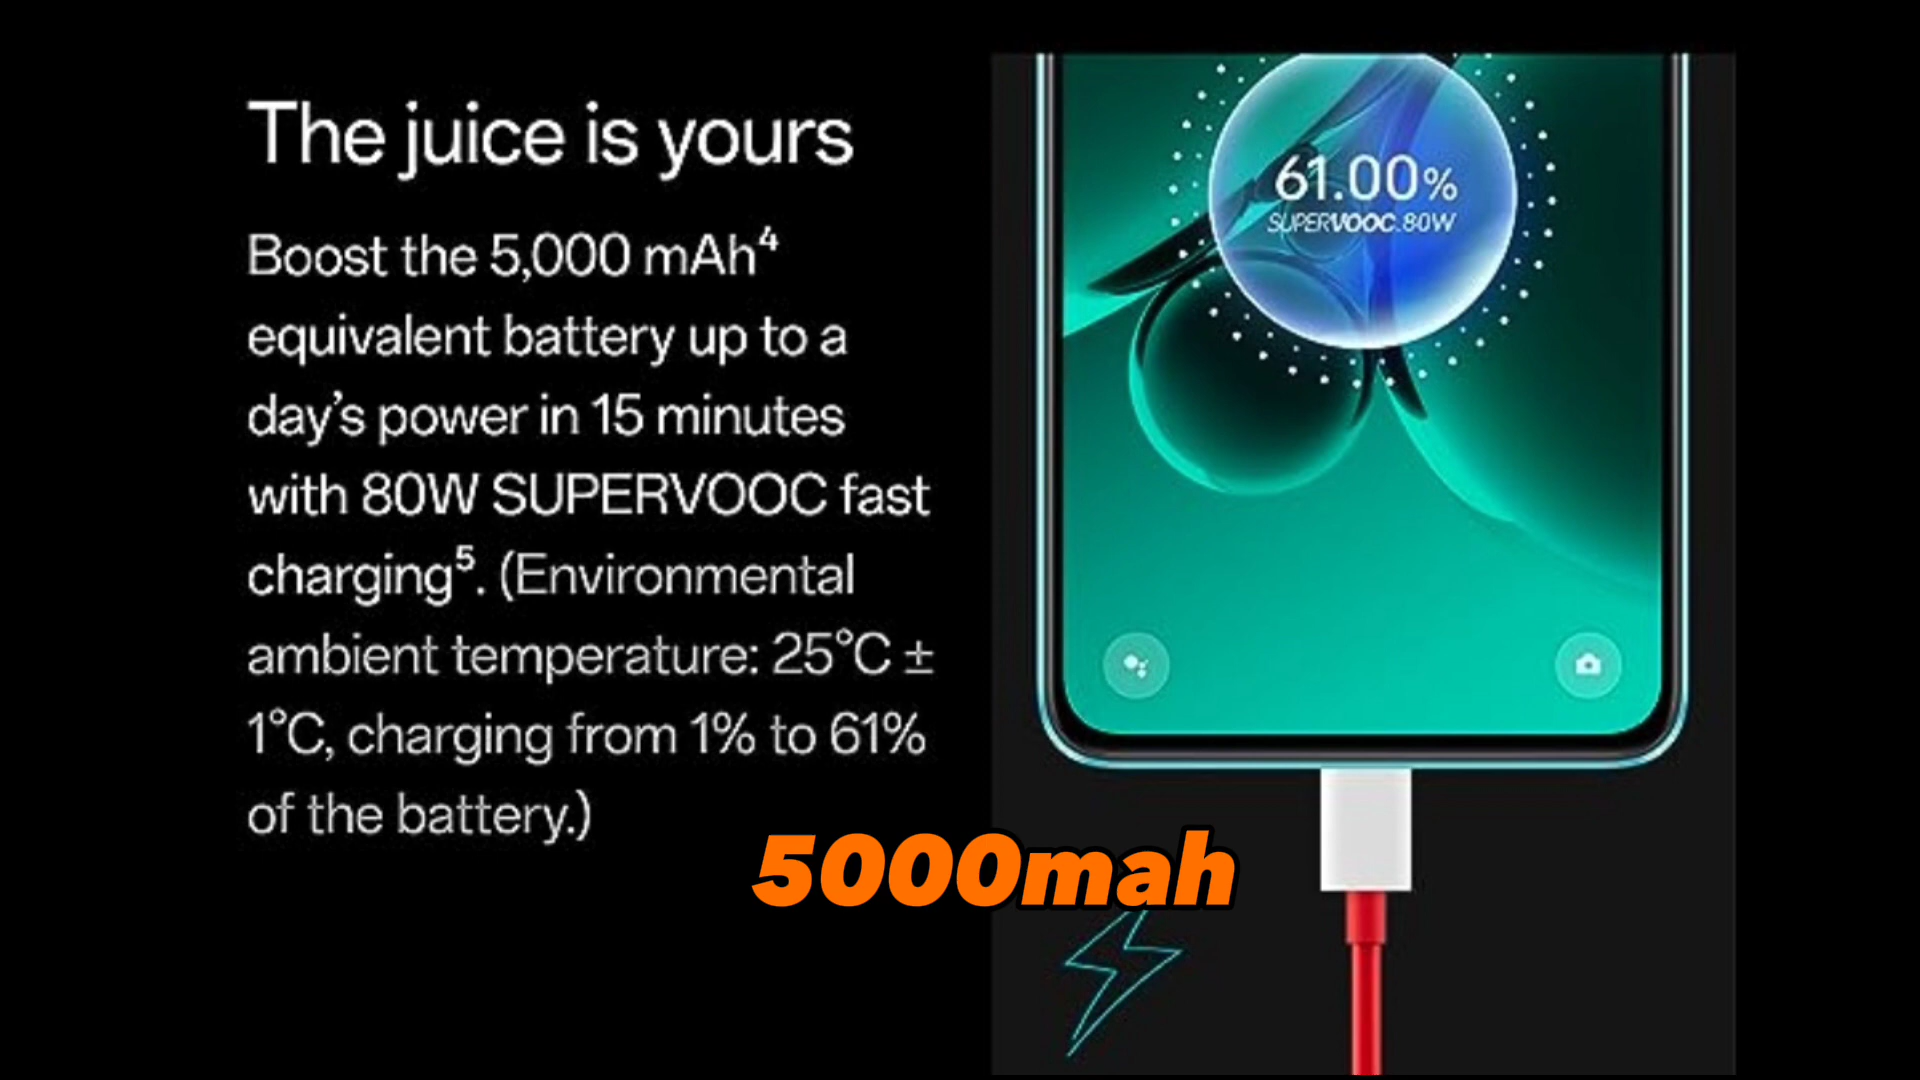 The juice is yours
Boost the 5,000 mAh⁴
equivalent battery up to a
day's power in 15 minutes
with 80W SUPERVOOC fast
charging⁵. (Environmental
ambient temperature: 25°C ±
1°C, charging from 1% to 61%
of the battery.)
61.00%
SUPERVOOC 80W
5000mah